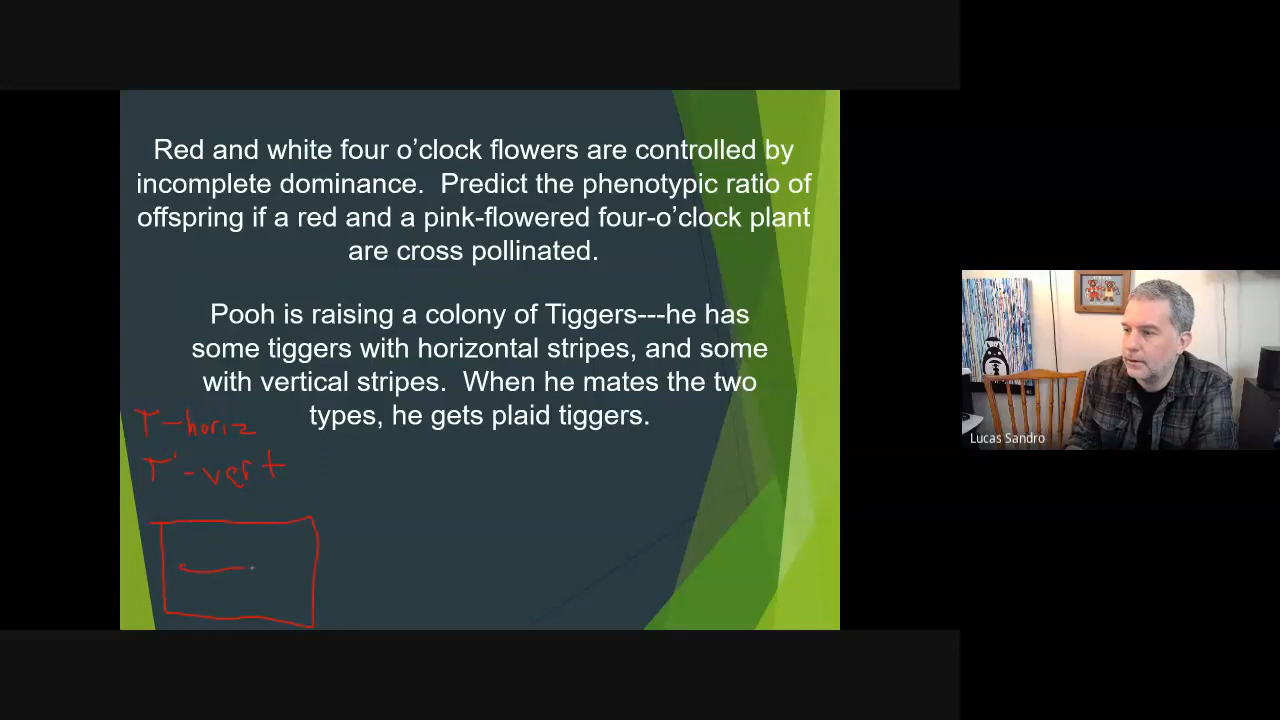 Red and white four o’clock flowers are controlled by
incomplete dominance.  Predict the phenotypic ratio of
offspring if a red and a pink-flowered four-o’clock plant
are cross pollinated.
Pooh is raising a colony of Tiggers---he has
some tiggers with horizontal stripes, and some
with vertical stripes.  When he mates the two
types, he gets plaid tiggers.
T-horiz
T'-vert
Lucas Sandro